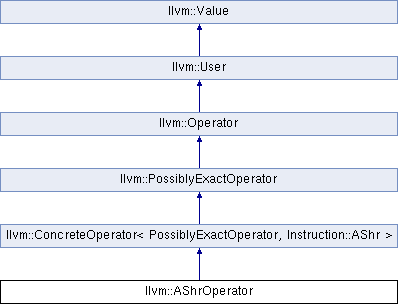 llvm::Value
llvm::User
llvm::Operator
llvm::PossiblyExactOperator
llvm::ConcreteOperator< PossiblyExactOperator, Instruction::AShr >
llvm::AShrOperator